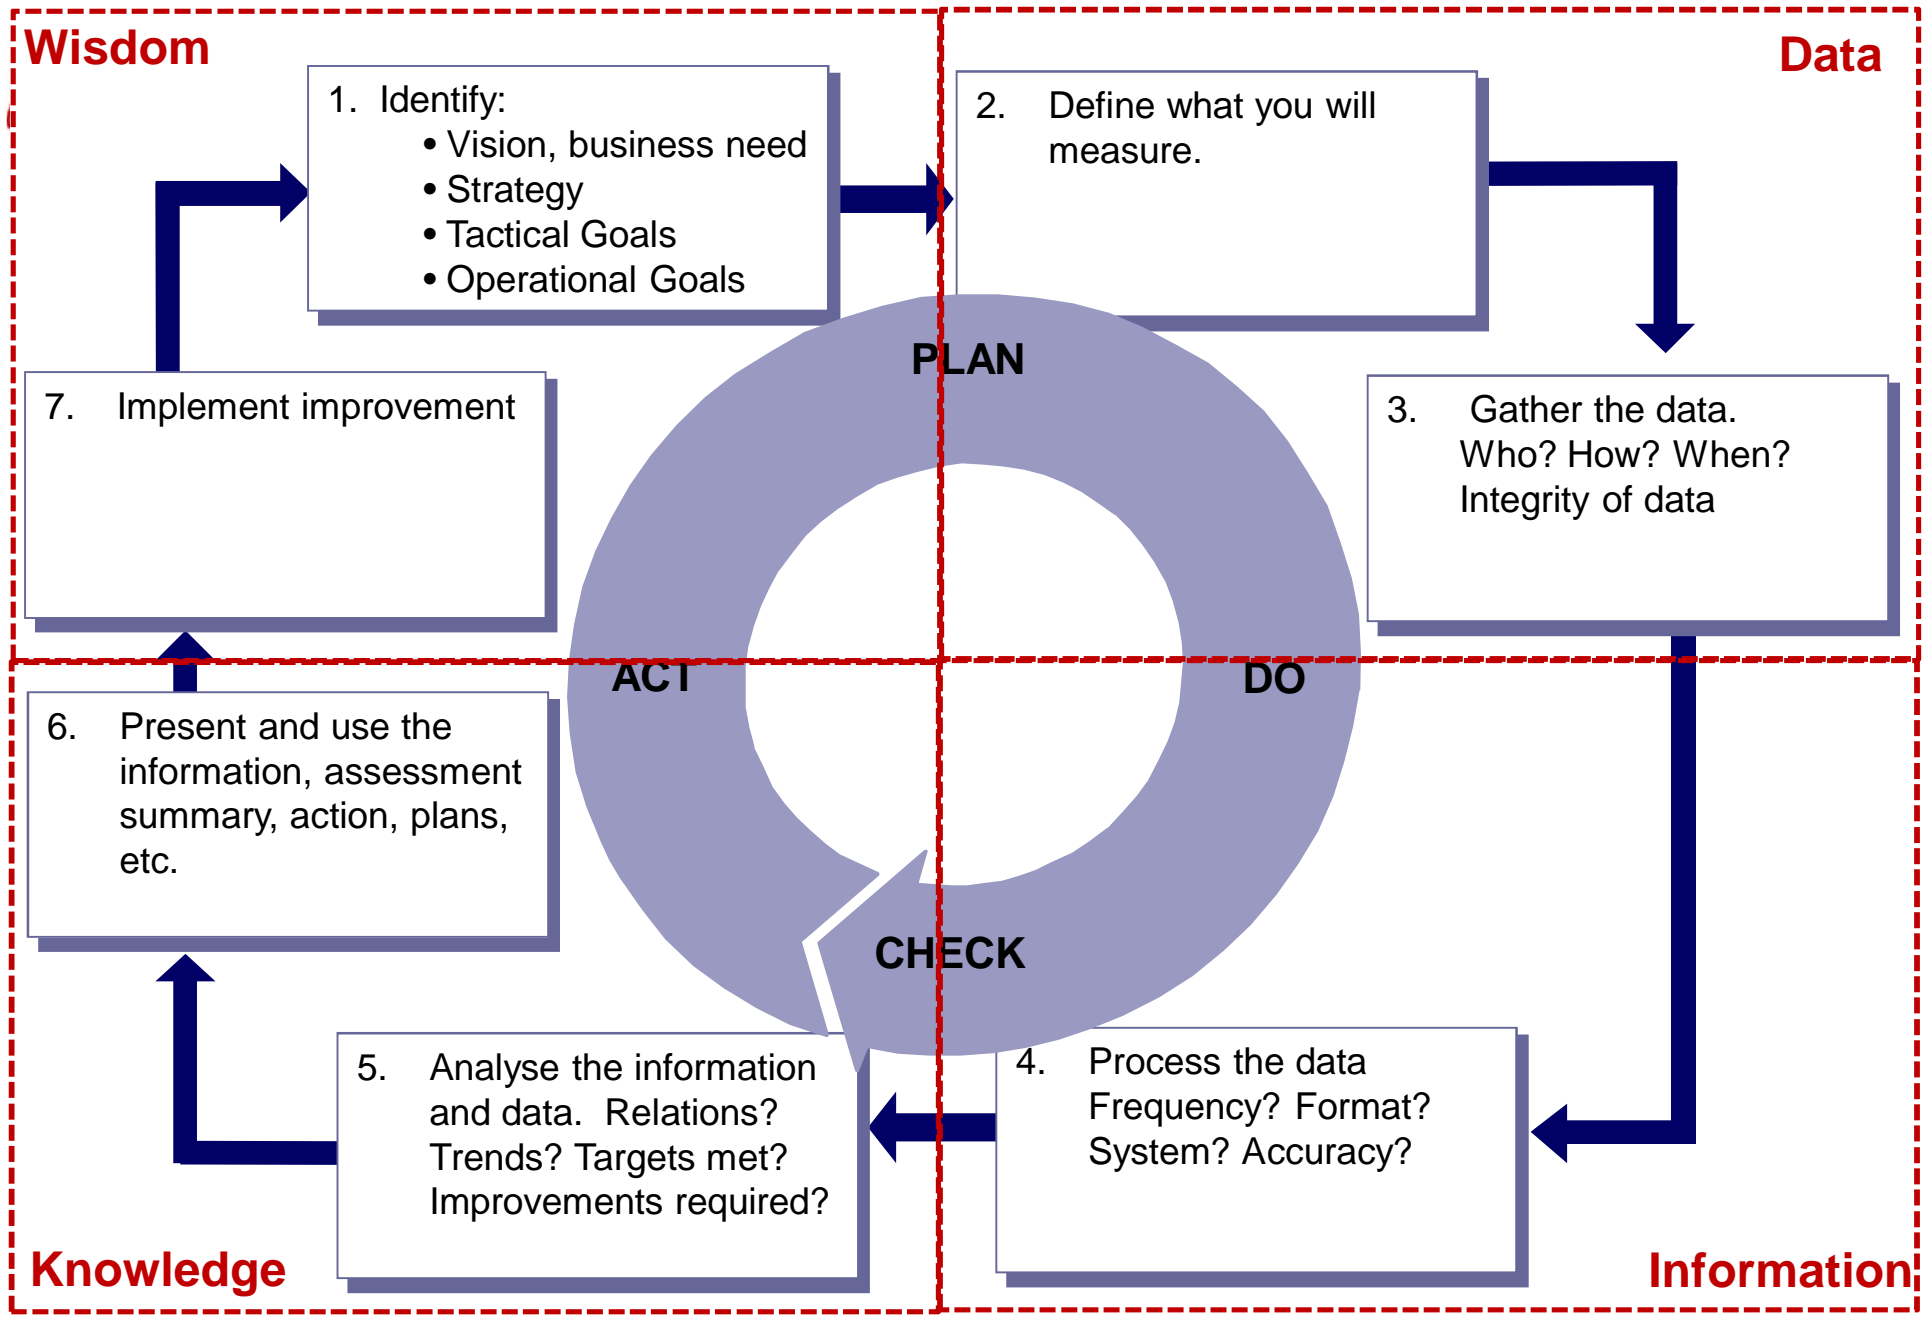 Wisdom
Data
1. Identify:
• Vision, business need
• Strategy
• Tactical Goals
• Operational Goals
2. Define what you will
measure.
PLAN
7. Implement improvement
3. Gather the data.
Who? How? When?
Integrity of data
ACT
DO
6. Present and use the
information, assessment
summary, action, plans,
etc.
CHECK
5. Analyse the information
and data. Relations?
Trends? Targets met?
Improvements required?
4. Process the data
Frequency? Format?
System? Accuracy?
Knowledge
Information